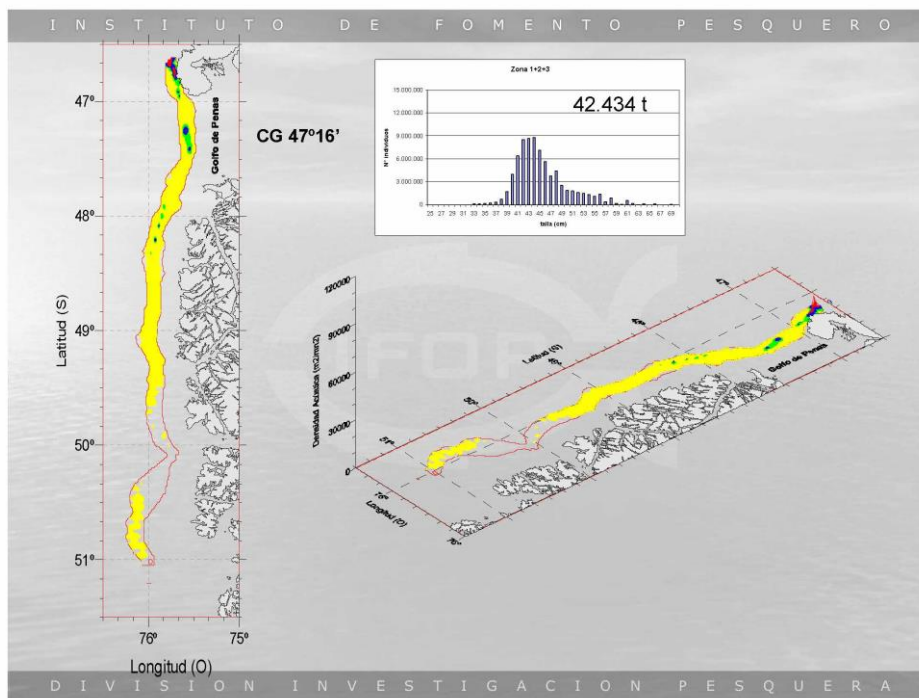 INSTITUTO DE FOMENTO PESQUERO
47º
48º
49º
50º
51º
Latitud (S)
76º
75º
Longitud (O)
Golfo de Penas
CG 47º16'
Zona 1+2=3
42.434 t
15.000.000
12.000.000
9.000.000
6.000.000
3.000.000
0
Nº individuos
25 27 29 31 33 35 37 39 41 43 45 47 49 51 53 55 57 59 61 63 65 67 69
talla (cm)
120000
90000
60000
30000
0
Densidad Acústica (m2/mn2)
Latitud (S)
47º
48º
50º
51º
76º
75º
Longitud (O)
Golfo de Penas
IFOP
DIVISION INVESTIGACION PESQUERA